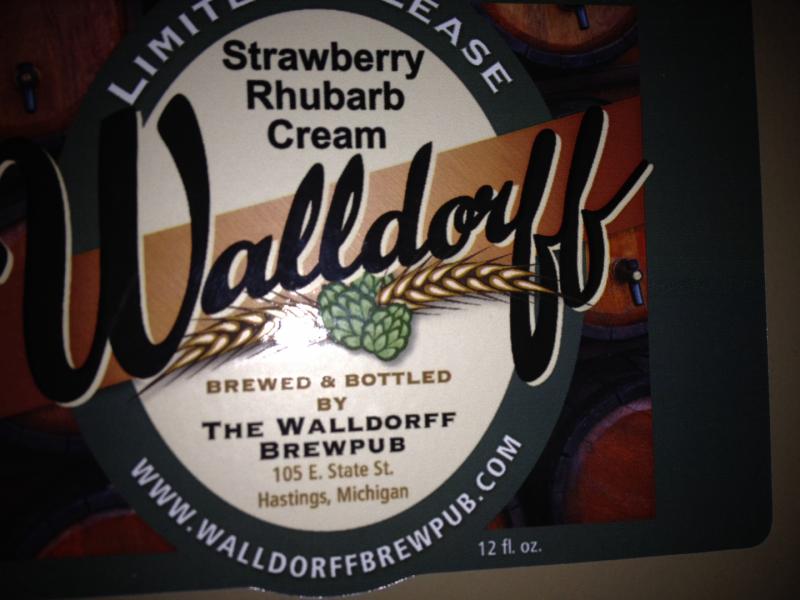 LIMITED RELEASE
Strawberry
Rhubarb
Cream
Walldorff
BREWED & BOTTLED
BY
THE WALLDORFF
BREWPUB
105 E. State St.
Hastings, Michigan
WWW.WALLDORFFBREWPUB.COM
12 fl. oz.